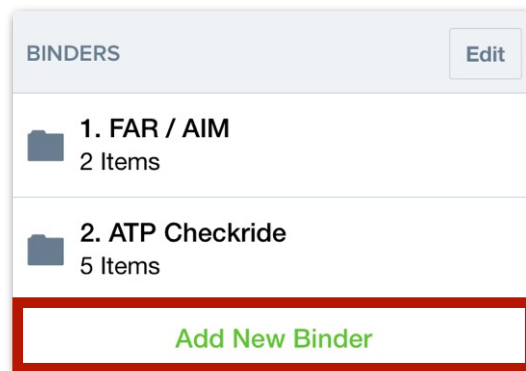 BINDERS Edit
1. FAR / AIM
2 Items
2. ATP Checkride
5 Items
Add New Binder